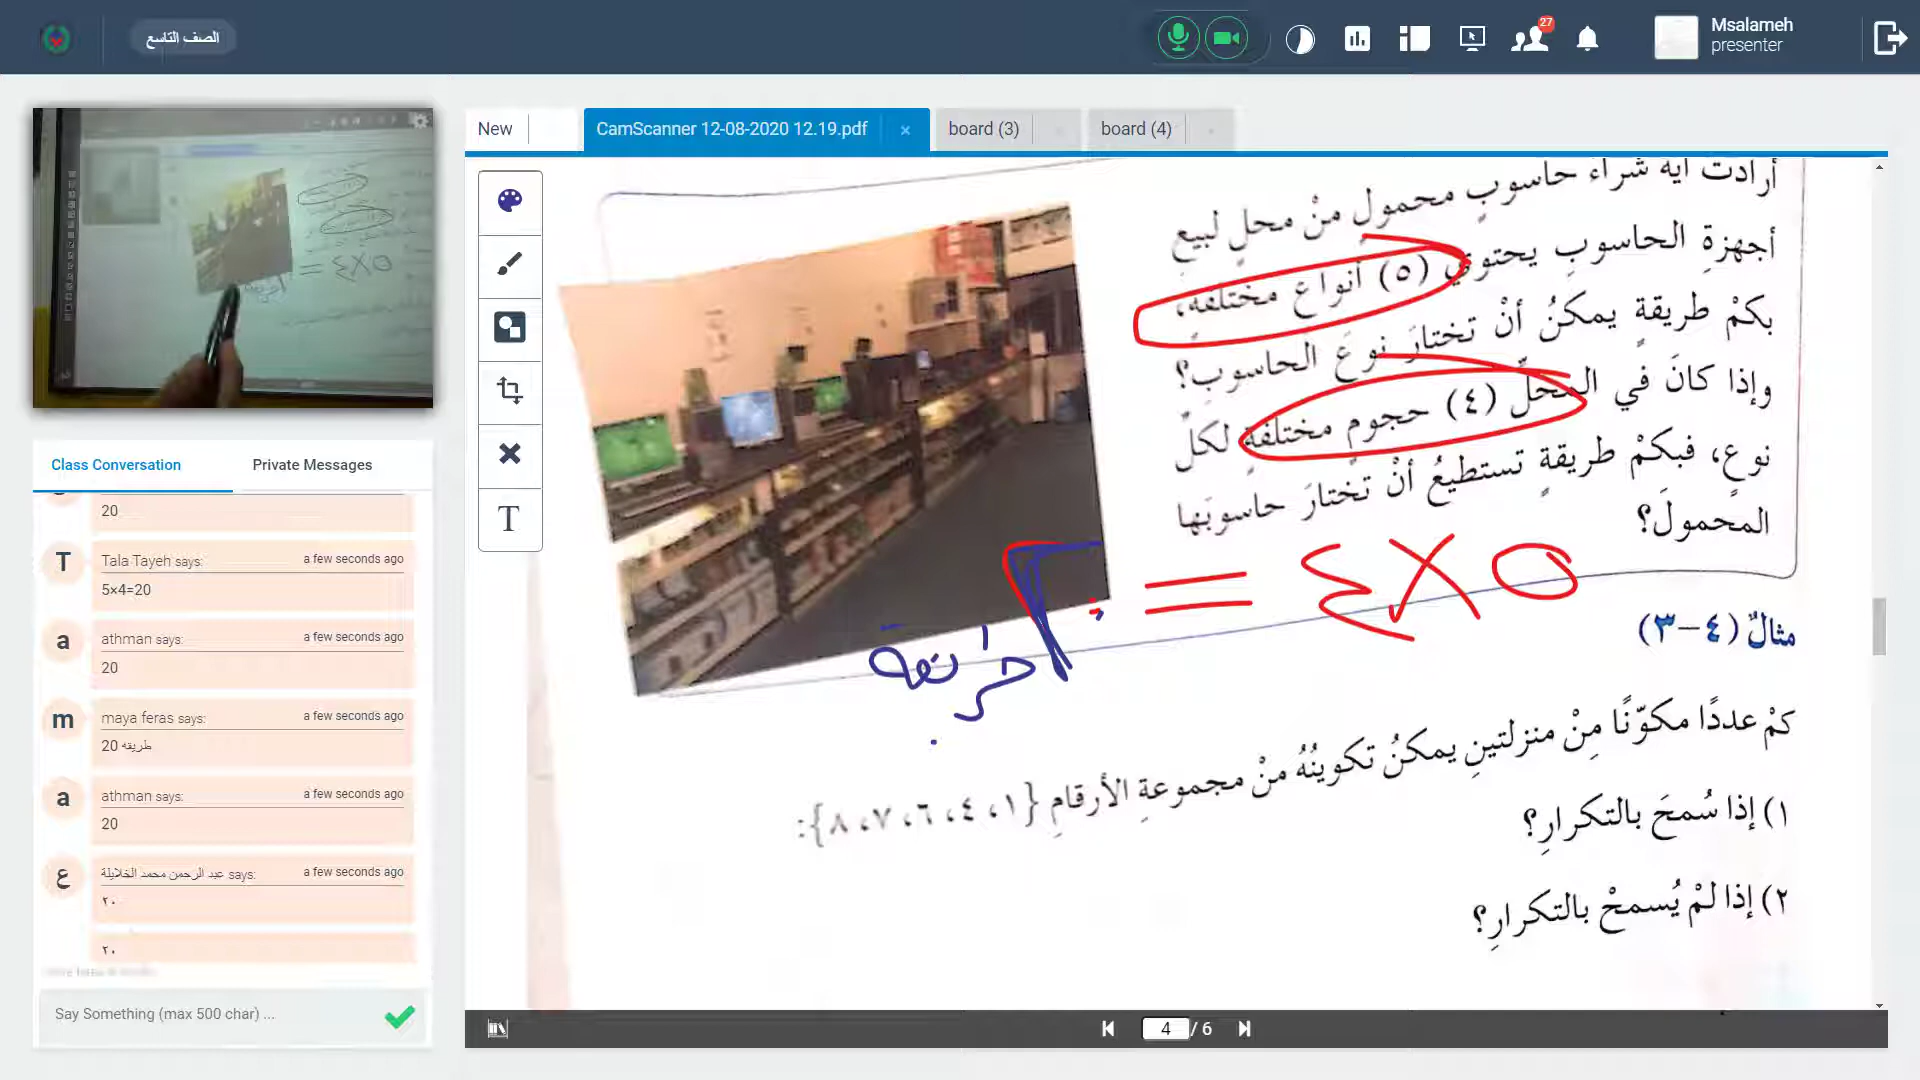 الصف التاسع
27
Msalameh
presenter
New
CamScanner 12-08-2020 12.19.pdf
board (3)
board (4)
Class Conversation
Private Messages
20
T
Tala Tayeh says:
a few seconds ago
5×4=20
a
athman says:
a few seconds ago
20
m
maya feras says:
a few seconds ago
20 طريقه
a
athman says:
a few seconds ago
20
ع
عبد الرحمن محمد الخلايلة says:
a few seconds ago
٢٠
٢٠
Say Something (max 500 char) ...
T
أرادت آية شراءَ حاسوبٍ محمولٍ منْ محلٍ لبيعِ
أجهزةِ الحاسوبِ يحتوي (٥) أنواع مختلفة،
بكمْ طريقةٍ يمكنُ أنْ تختارَ نوعَ الحاسوبِ؟
وإذا كانَ في المحلِّ (٤) حجومٍ مختلفةٍ لكلِّ
نوعٍ، فبكمْ طريقةٍ تستطيعُ أنْ تختارَ حاسوبَها
المحمولَ؟
٥ × ٤ = ٢٠
طريقة
مثالٌ (٤-٣)
كمْ عددًا مكوّنًا مِنْ منزلتينِ يمكنُ تكوينُهُ منْ مجموعةِ الأرقامِ {١، ٤، ٦، ٧، ٨}:
١) إذا سُمحَ بالتكرارِ؟
٢) إذا لمْ يُسمحْ بالتكرارِ؟
4 / 6